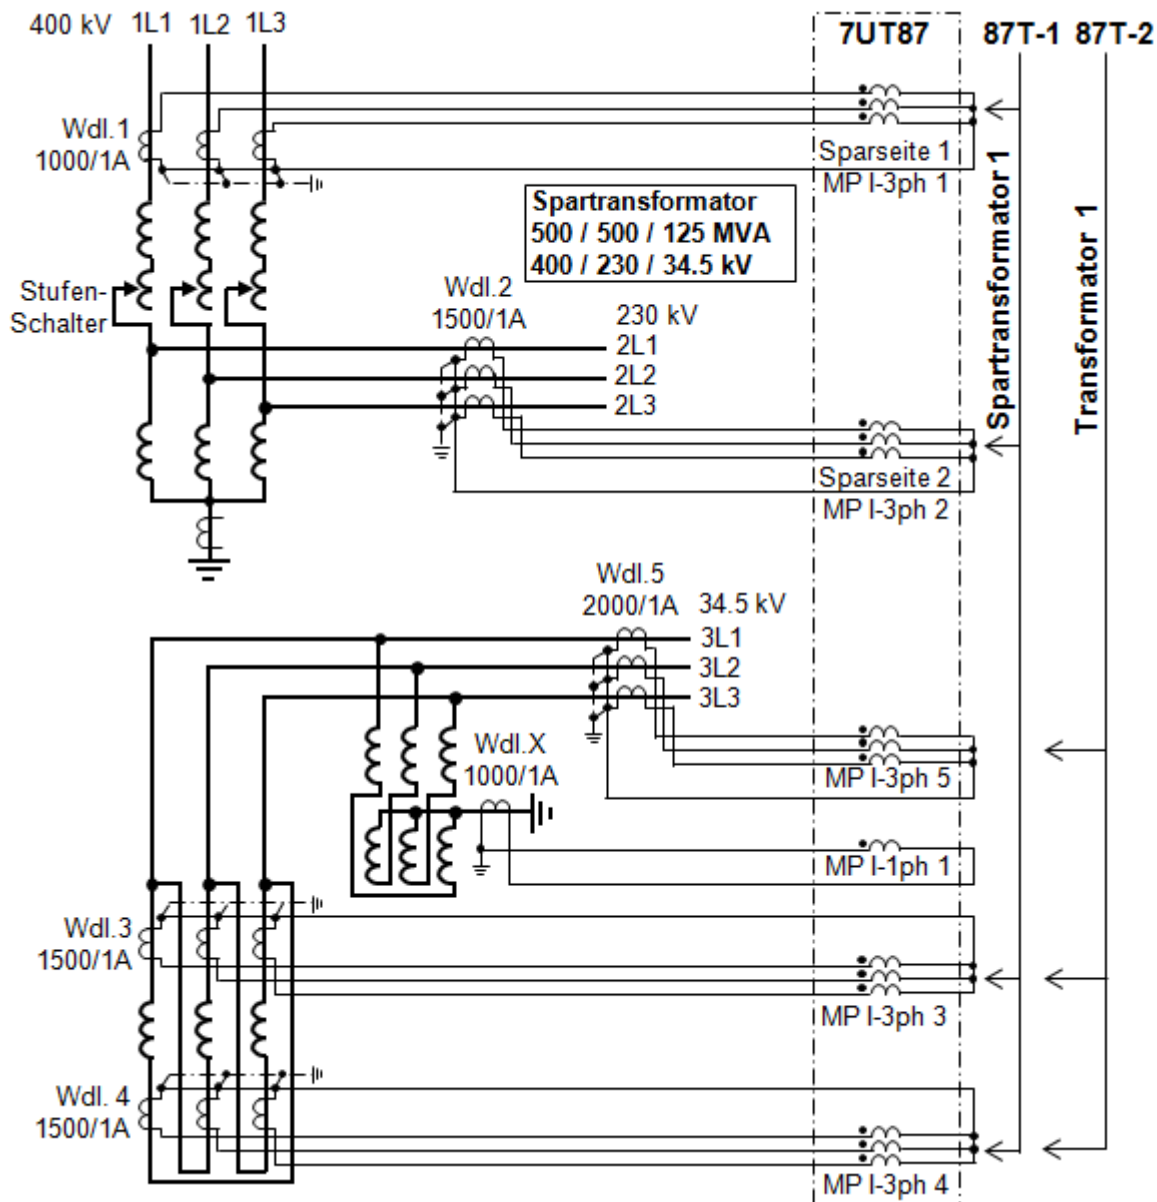 400 kV 1L1 1L2 1L3
7UT87 87T-1 87T-2
Wdl.1
1000/1A
Sparseite 1
MP I-3ph 1
Spartransformator
500 / 500 / 125 MVA
400 / 230 / 34.5 kV
Spartransformator 1
Transformator 1
Stufen-
Schalter
Wdl.2
1500/1A
230 kV
2L1
2L2
2L3
Sparseite 2
MP I-3ph 2
Wdl.5
2000/1A
34.5 kV
3L1
3L2
3L3
Wdl.X
1000/1A
MP I-3ph 5
MP I-1ph 1
Wdl.3
1500/1A
MP I-3ph 3
Wdl. 4
1500/1A
MP I-3ph 4